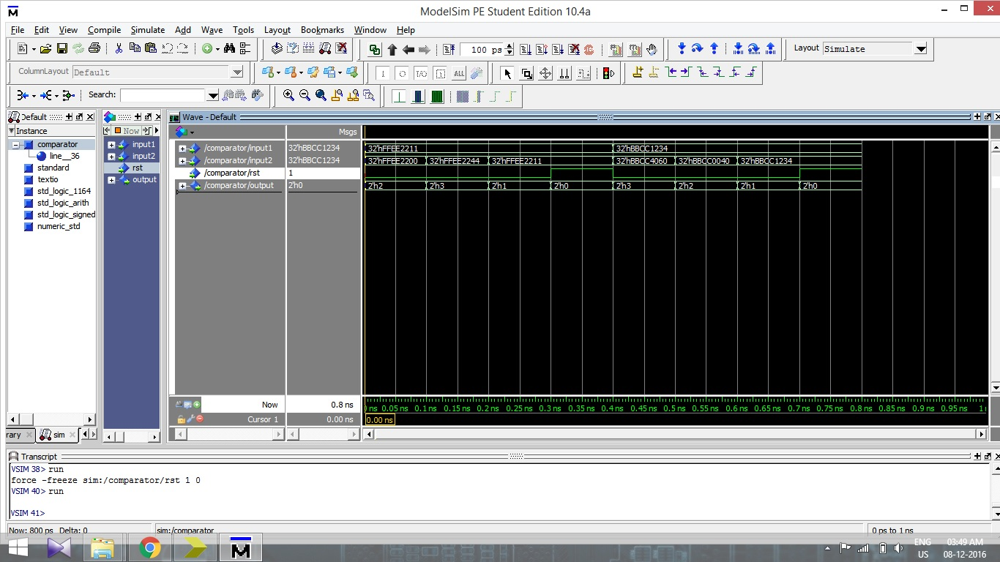 ModelSim PE Student Edition 10.4a
File Edit View Compile Simulate Add Wave Tools Layout Bookmarks Window Help
100 ps
Layout Simulate
ColumnLayout Default
ALL
Search:
Default
Instance
comparator
line__36
standard
textio
std_logic_1164
std_logic_arith
std_logic_signed
numeric_std
rary sim
Now
input1
input2
rst
output
Wave - Default
Msgs
/comparator/input1 32'hBBCC1234 32'hFFEE2211 32'hBBCC1234
/comparator/input2 32'hBBCC1234 32'hFFEE2200 32'hFFEE2244 32'hFFEE2211 32'hBBCC4060 32'hBBCC0040 32'hBBCC1234
/comparator/rst 1
/comparator/output 2'h0 2'h2 2'h3 2'h1 2'h0 2'h3 2'h2 2'h1 2'h0
Now 0.8 ns ns 0.05 ns 0.1 ns 0.15 ns 0.2 ns 0.25 ns 0.3 ns 0.35 ns 0.4 ns 0.45 ns 0.5 ns 0.55 ns 0.6 ns 0.65 ns 0.7 ns 0.75 ns 0.8 ns 0.85 ns 0.9 ns 0.95 ns 1
Cursor 1 0.00 ns 0.00 ns
Transcript
VSIM 38> run
force -freeze sim:/comparator/rst 1 0
VSIM 40> run
VSIM 41>
Now: 800 ps Delta: 0 sim:/comparator 0 ps to 1 ns
ENG
US
03:49 AM
08-12-2016